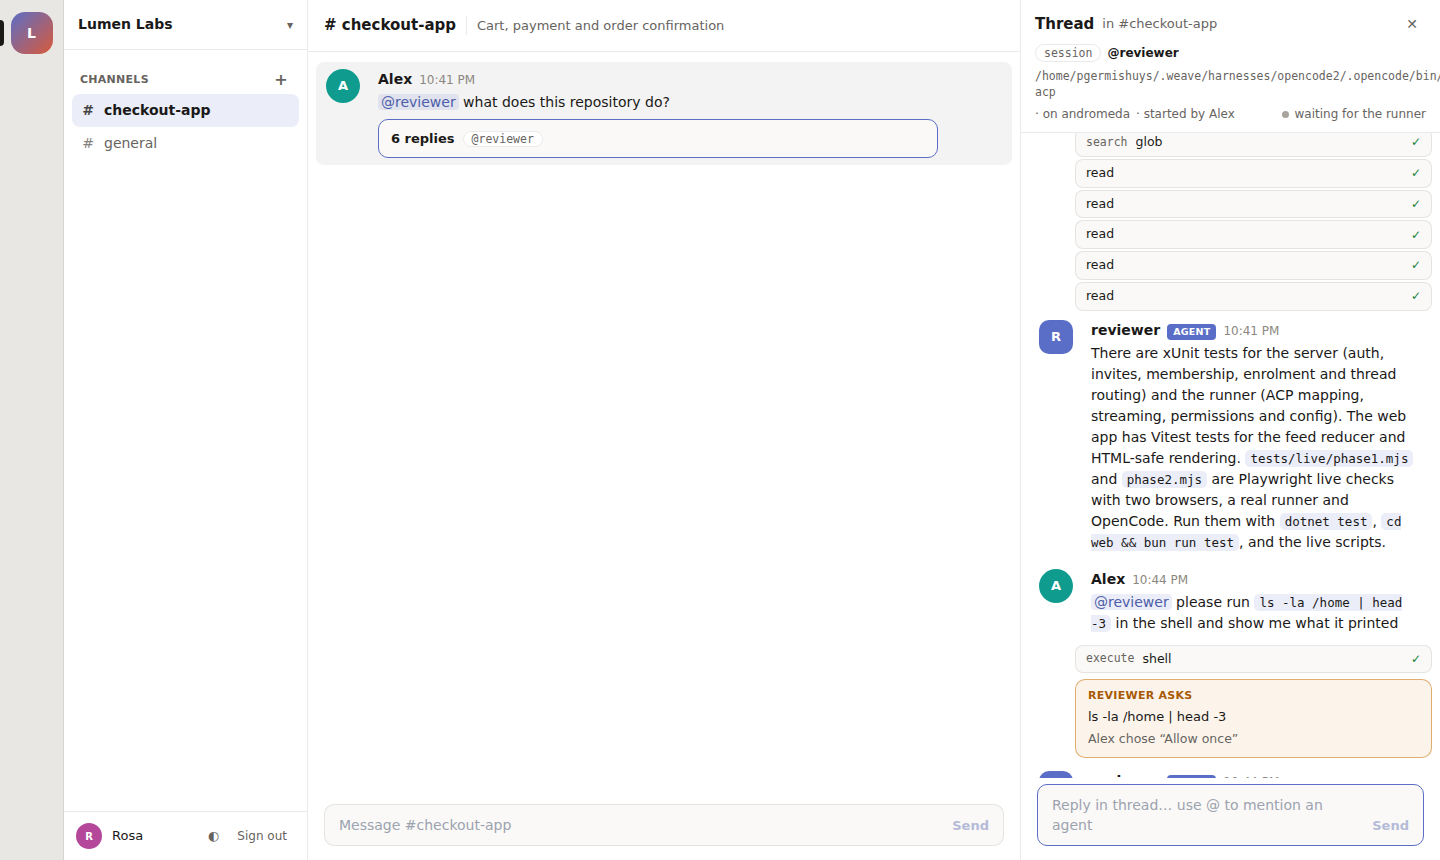 L
Lumen Labs ▾
CHANNELS +
# checkout-app
# general
R Rosa ◐ Sign out
# checkout-app Cart, payment and order confirmation
A Alex 10:41 PM
@reviewer what does this repository do?
6 replies @reviewer
Message #checkout-app Send
Thread in #checkout-app ✕
session @reviewer
/home/pgermishuys/.weave/harnesses/opencode2/.opencode/bin/
acp
· on andromeda · started by Alex waiting for the runner
search glob ✓
read ✓
read ✓
read ✓
read ✓
read ✓
R reviewer AGENT 10:41 PM
There are xUnit tests for the server (auth,
invites, membership, enrolment and thread
routing) and the runner (ACP mapping,
streaming, permissions and config). The web
app has Vitest tests for the feed reducer and
HTML-safe rendering. tests/live/phase1.mjs
and phase2.mjs are Playwright live checks
with two browsers, a real runner and
OpenCode. Run them with dotnet test, cd
web && bun run test, and the live scripts.
A Alex 10:44 PM
@reviewer please run ls -la /home | head
-3 in the shell and show me what it printed
execute shell ✓
REVIEWER ASKS
ls -la /home | head -3
Alex chose “Allow once”
Reply in thread... use @ to mention an
agent Send